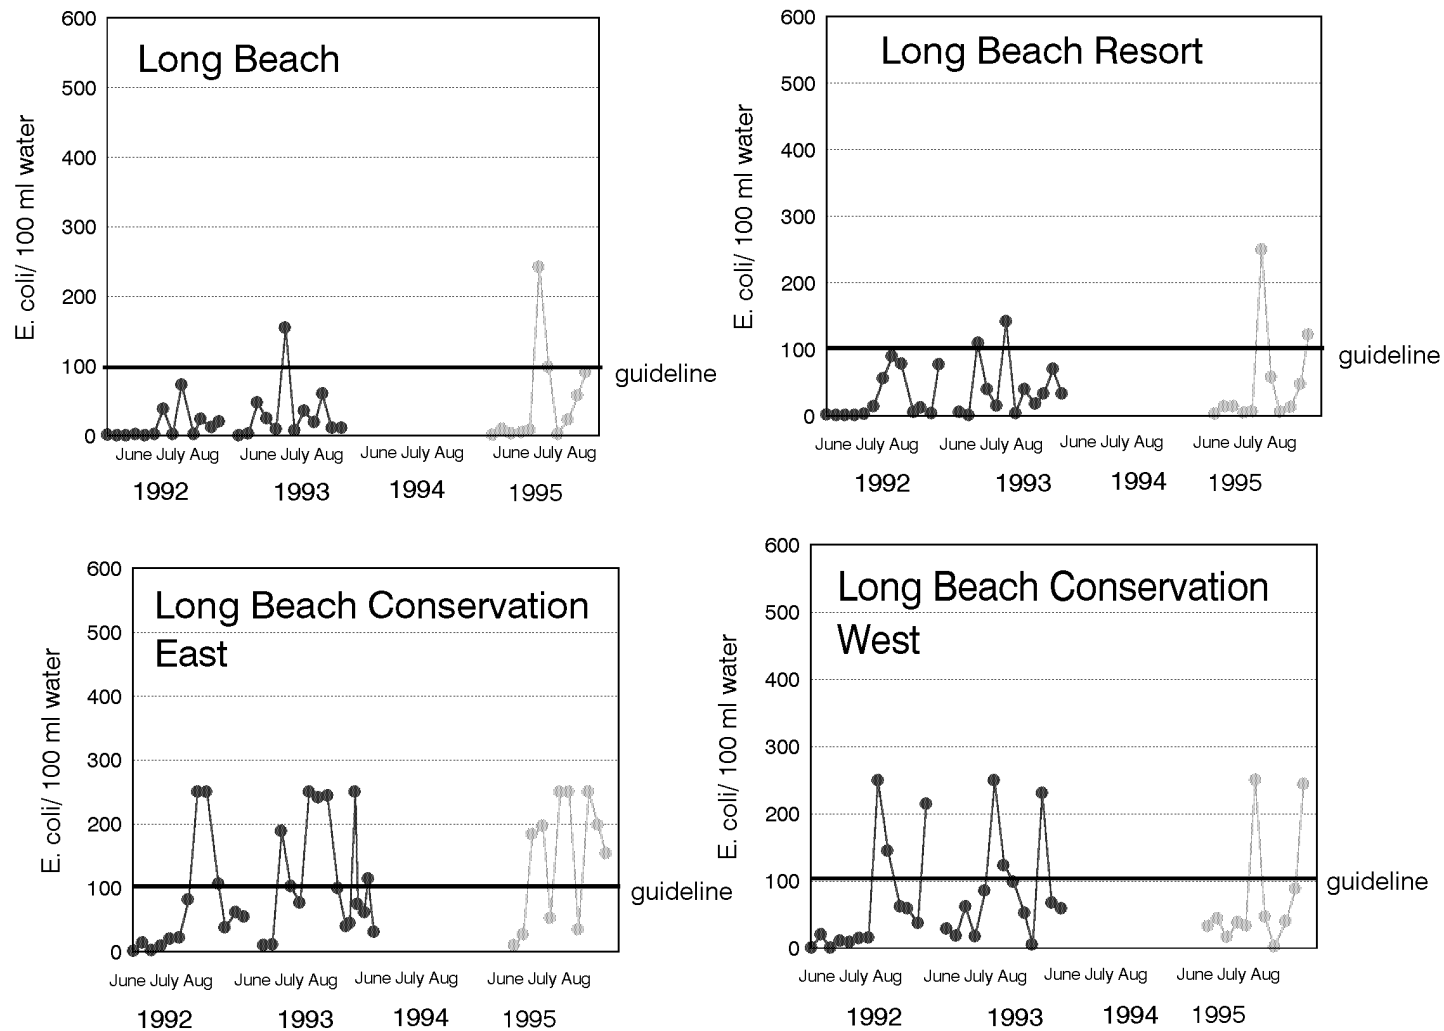 Long Beach
600
500
400
300
200
100
0
E. coli/ 100 ml water
guideline
June July Aug June July Aug June July Aug June July Aug
1992 1993 1994 1995
Long Beach Resort
600
500
400
300
200
100
0
E. coli/ 100 ml water
guideline
June July Aug June July Aug June July Aug June July Aug
1992 1993 1994 1995
Long Beach Conservation
East
600
500
400
300
200
100
0
E. coli/ 100 ml water
guideline
June July Aug June July Aug June July Aug June July Aug
1992 1993 1994 1995
Long Beach Conservation
West
600
500
400
300
200
100
0
E. coli/ 100 ml water
guideline
June July Aug June July Aug June July Aug June July Aug
1992 1993 1994 1995